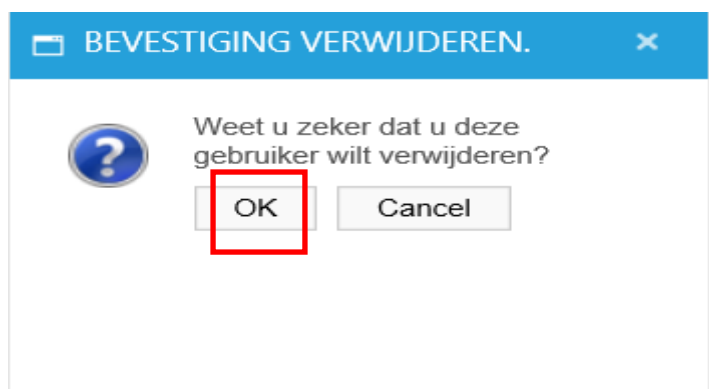 BEVESTIGING VERWIJDEREN.
Weet u zeker dat u deze
gebruiker wilt verwijderen?
OK Cancel